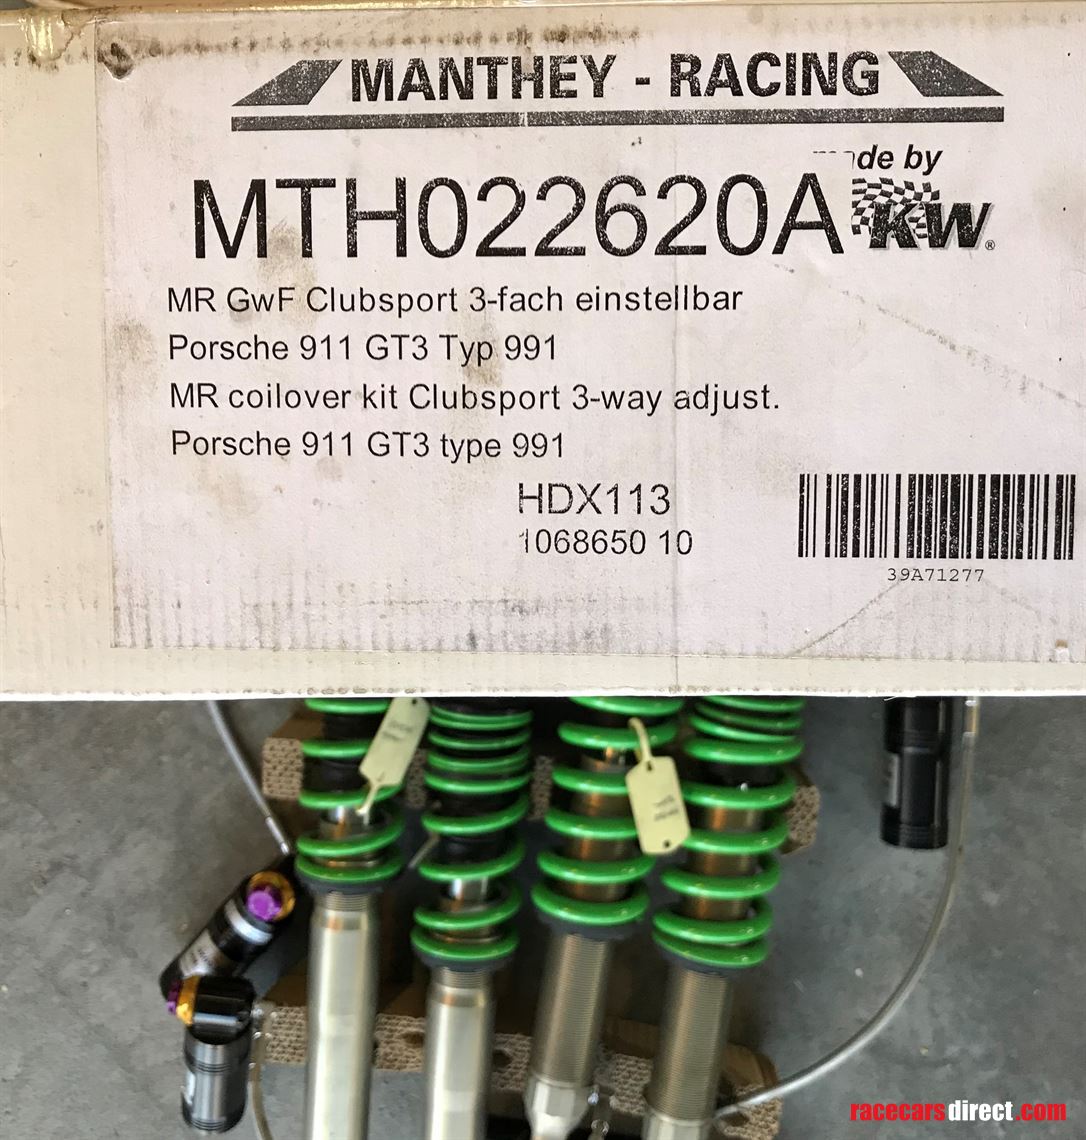 MANTHEY - RACING
made by
MTH022620A
KW®
MR GwF Clubsport 3-fach einstellbar
Porsche 911 GT3 Typ 991
MR coilover kit Clubsport 3-way adjust.
Porsche 911 GT3 type 991
HDX113
1068650 10
39A71277
racecarsdirect.com